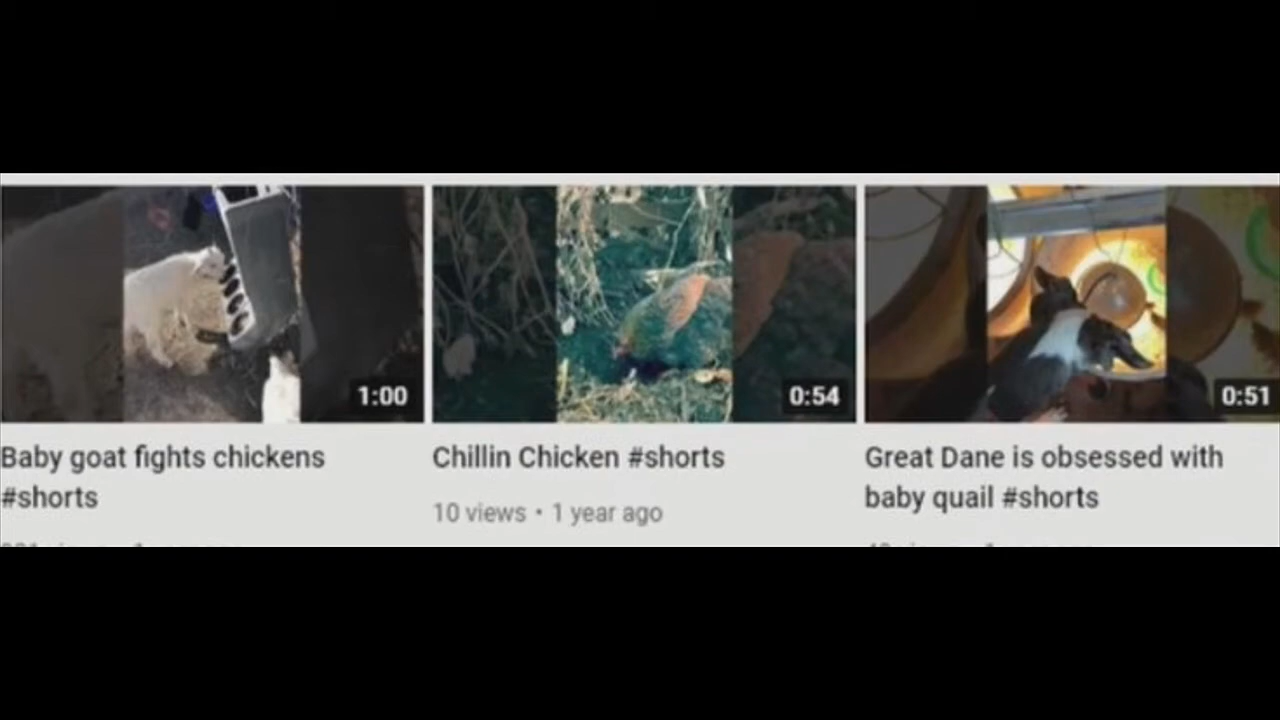 1:00
0:54
0:51
Baby goat fights chickens
#shorts
Chillin Chicken #shorts
10 views • 1 year ago
Great Dane is obsessed with
baby quail #shorts